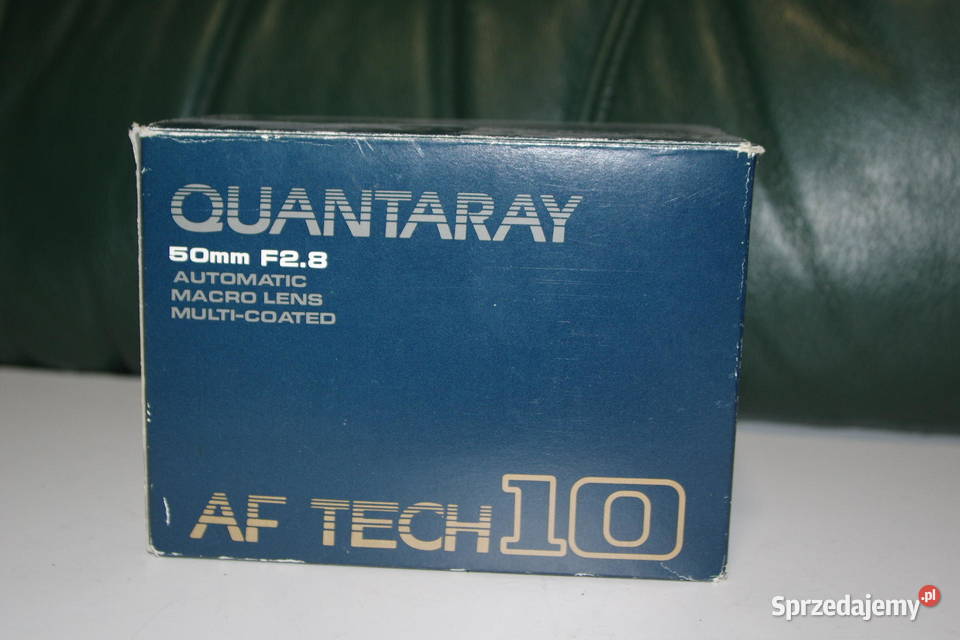 QUANTARAY
50mm F2.8
AUTOMATIC
MACRO LENS
MULTI-COATED
AF TECH 10
Sprzedajemy.pl